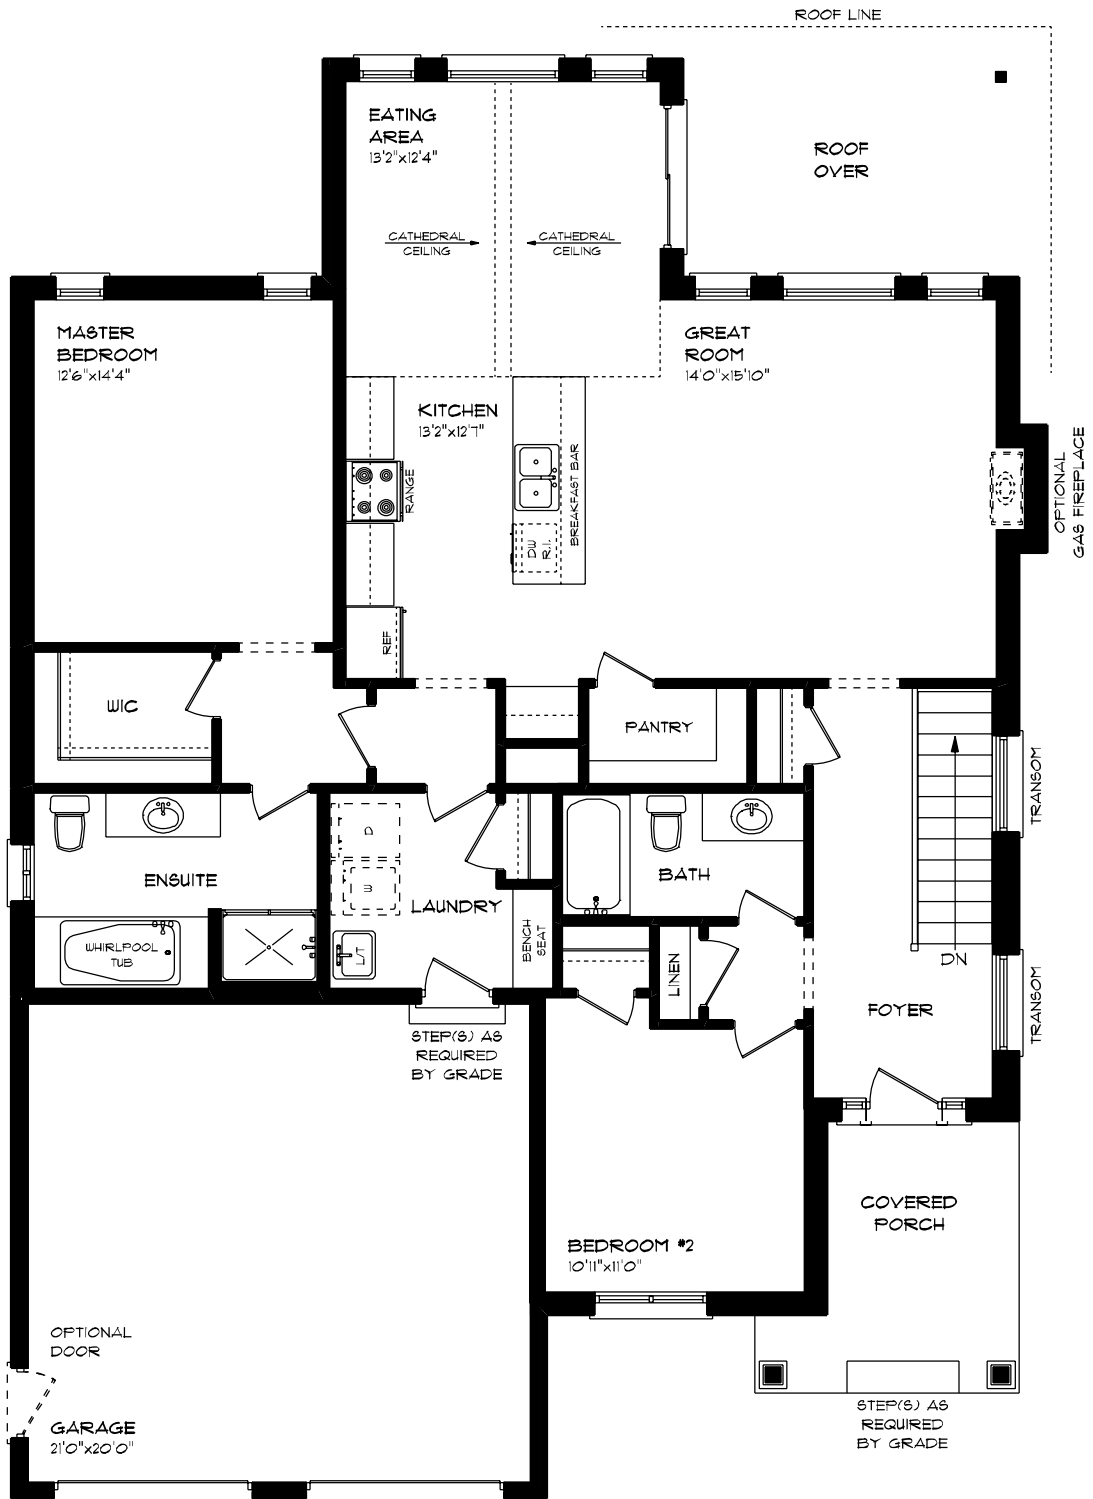 ROOF LINE
EATING
AREA
13'2"x12'4"
ROOF
OVER
CATHEDRAL
CEILING
CATHEDRAL
CEILING
MASTER
BEDROOM
12'6"x14'4"
GREAT
ROOM
14'0"x15'10"
KITCHEN
13'2"x12'7"
RANGE
BREAKFAST BAR
DW
R.I.
REF
OPTIONAL
GAS FIREPLACE
WIC
PANTRY
TRANSOM
D
W
ENSUITE
LAUNDRY
BATH
WHIRLPOOL
TUB
L/T
BENCH
SEAT
LINEN
DN
TRANSOM
FOYER
STEP(S) AS
REQUIRED
BY GRADE
COVERED
PORCH
BEDROOM #2
10'11"x11'0"
OPTIONAL
DOOR
GARAGE
21'0"x20'0"
STEP(S) AS
REQUIRED
BY GRADE